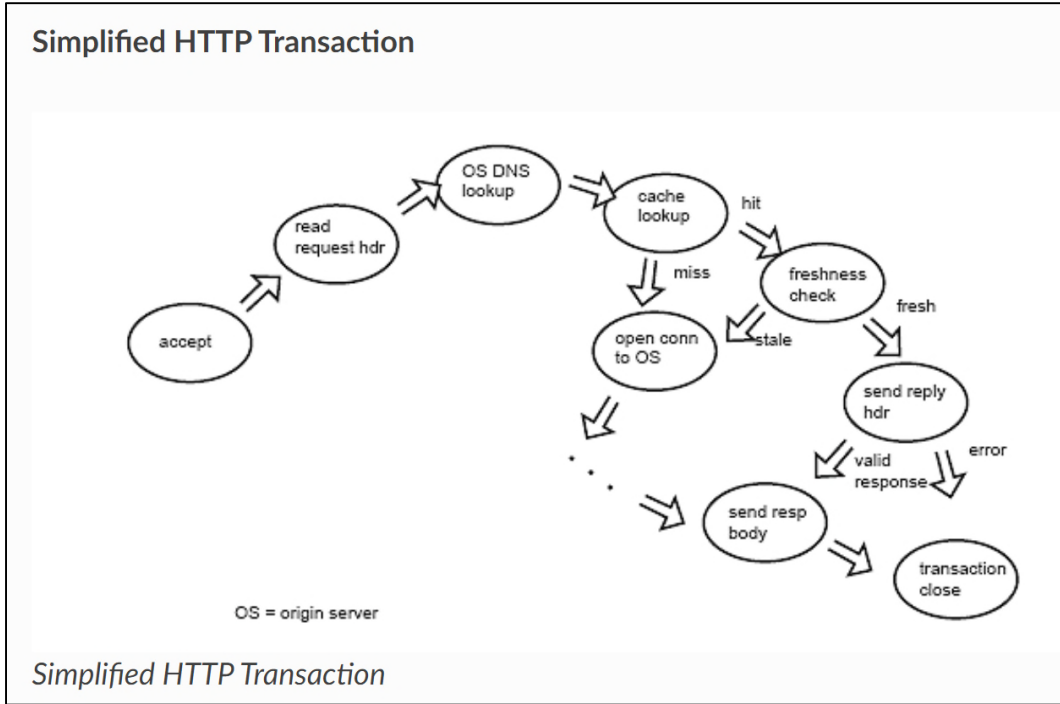 Simplified HTTP Transaction
OS DNS
lookup
cache
lookup
hit
read
request hdr
miss
freshness
check
fresh
accept
open conn
to OS
stale
send reply
hdr
error
valid
response
send resp
body
transaction
close
OS = origin server
Simplified HTTP Transaction